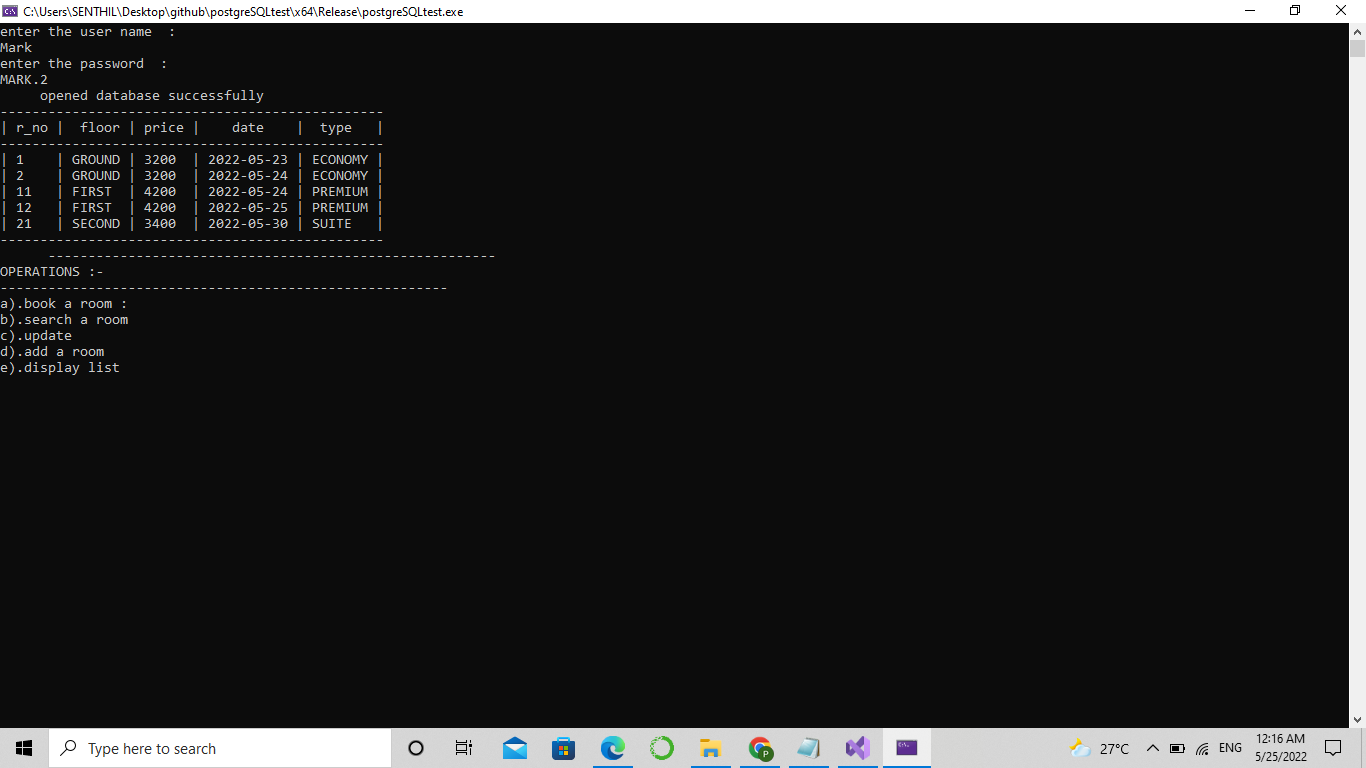 C:\Users\SENTHIL\Desktop\github\postgreSQLtest\x64\Release\postgreSQLtest.exe
enter the user name  :
Mark
enter the password  :
MARK.2
     opened database successfully
------------------------------------------------
| r_no |  floor | price |    date    |  type   |
------------------------------------------------
| 1    | GROUND | 3200  | 2022-05-23 | ECONOMY |
| 2    | GROUND | 3200  | 2022-05-24 | ECONOMY |
| 11   | FIRST  | 4200  | 2022-05-24 | PREMIUM |
| 12   | FIRST  | 4200  | 2022-05-25 | PREMIUM |
| 21   | SECOND | 3400  | 2022-05-30 | SUITE   |
------------------------------------------------
      --------------------------------------------------------
OPERATIONS :-
--------------------------------------------------------
a).book a room :
b).search a room
c).update
d).add a room
e).display list
Type here to search
27°C
ENG
12:16 AM
5/25/2022